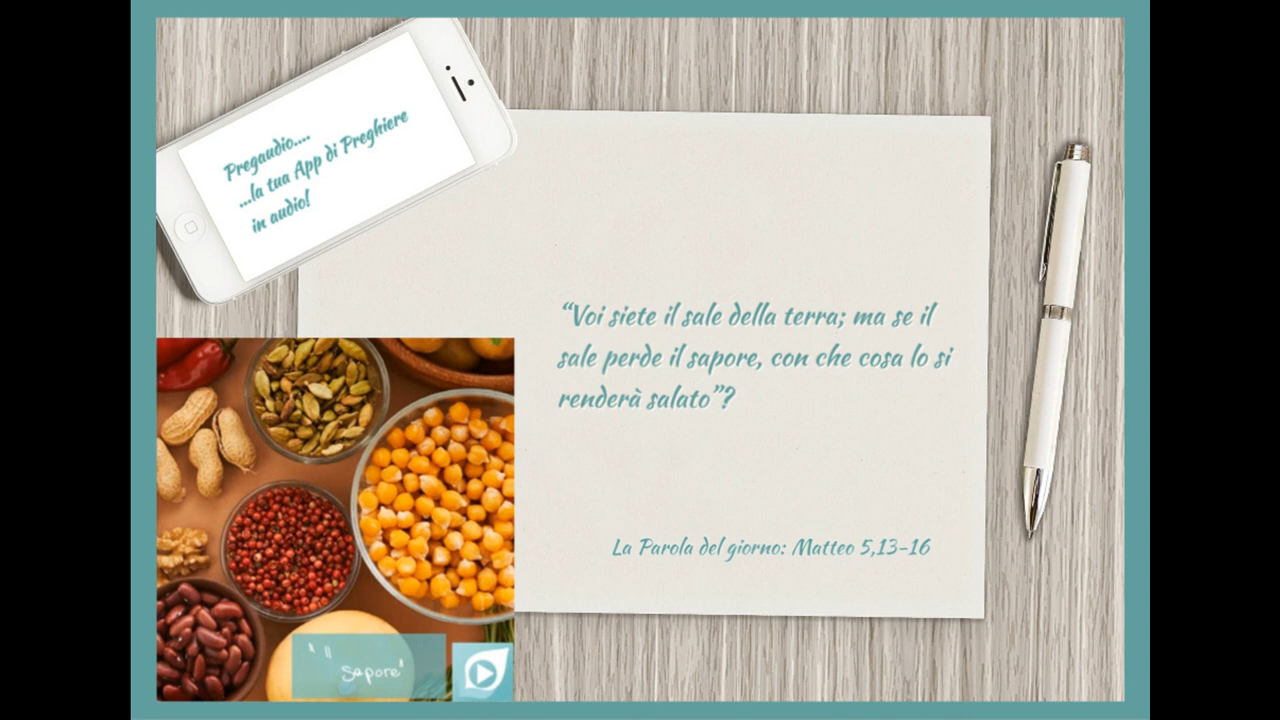 Pregaudio....
...la tua App di Preghiere
in audio!
“Voi siete il sale della terra; ma se il
sale perde il sapore, con che cosa lo si
renderà salato”?
La Parola del giorno: Matteo 5,13-16
" Il
Sapore"